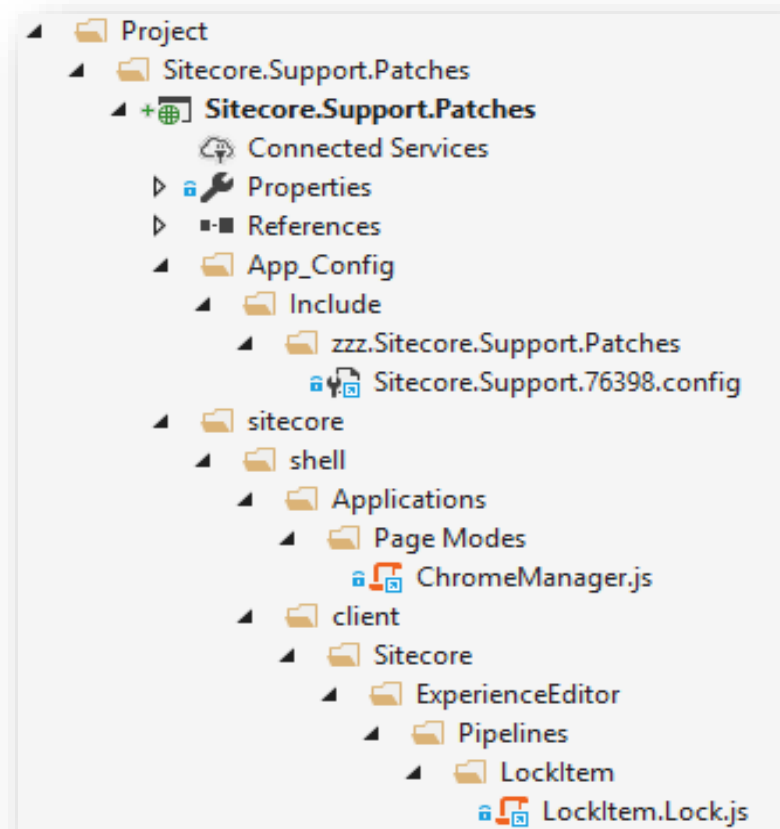 Project
Sitecore.Support.Patches
Sitecore.Support.Patches
Connected Services
Properties
References
App_Config
Include
zzz.Sitecore.Support.Patches
Sitecore.Support.76398.config
sitecore
shell
Applications
Page Modes
ChromeManager.js
client
Sitecore
ExperienceEditor
Pipelines
LockItem
LockItem.Lock.js